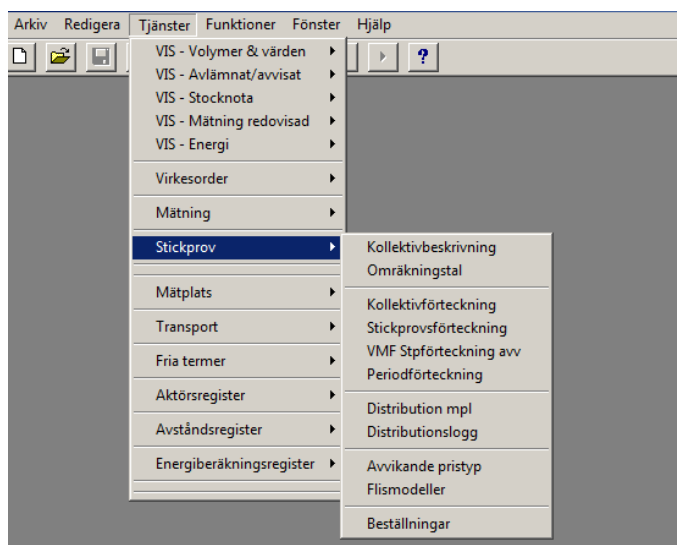 Arkiv Redigera Tjänster Funktioner Fönster Hjälp
?
VIS - Volymer & värden
VIS - Avlämnat/avvisat
VIS - Stocknota
VIS - Mätning redovisad
VIS - Energi
Virkesorder
Mätning
Stickprov
Mätplats
Transport
Fria termer
Aktörsregister
Avståndsregister
Energiberäkningsregister
Kollektivbeskrivning
Omräkningstal
Kollektivförteckning
Stickprovsförteckning
VMF Stpförteckning avv
Periodförteckning
Distribution mpl
Distributionslogg
Avvikande pristyp
Flismodeller
Beställningar